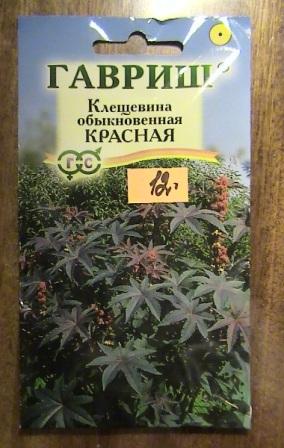 ГАВРИШ®
Клещевина
обыкновенная
КРАСНАЯ
Г С
12